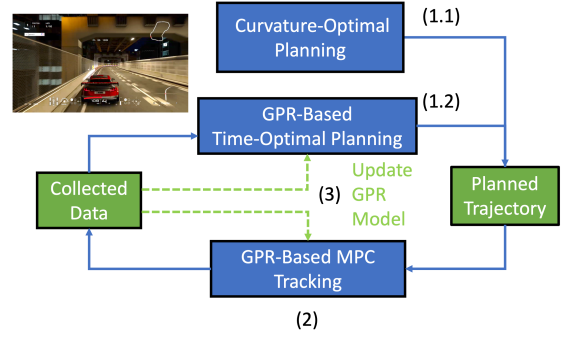 Curvature-Optimal
Planning
(1.1)
GPR-Based
Time-Optimal Planning
(1.2)
Collected
Data
(3)
Update
GPR
Model
Planned
Trajectory
GPR-Based MPC
Tracking
(2)